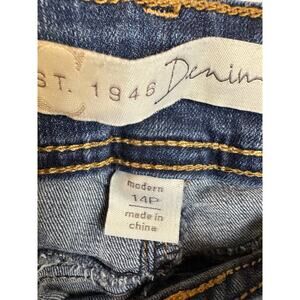 ST. 1946 Denim
modern
14P
made in
china